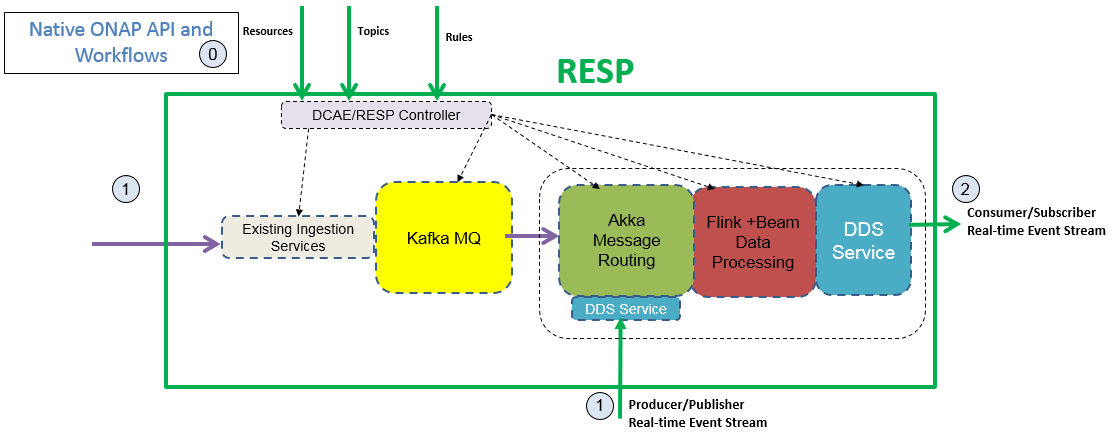 Native ONAP API and
Workflows
0
Resources
Topics
Rules
RESP
DCAE/RESP Controller
1
Existing Ingestion
Services
Kafka MQ
Akka
Message
Routing
Flink +Beam
Data
Processing
DDS
Service
DDS Service
2
Consumer/Subscriber
Real-time Event Stream
1
Producer/Publisher
Real-time Event Stream